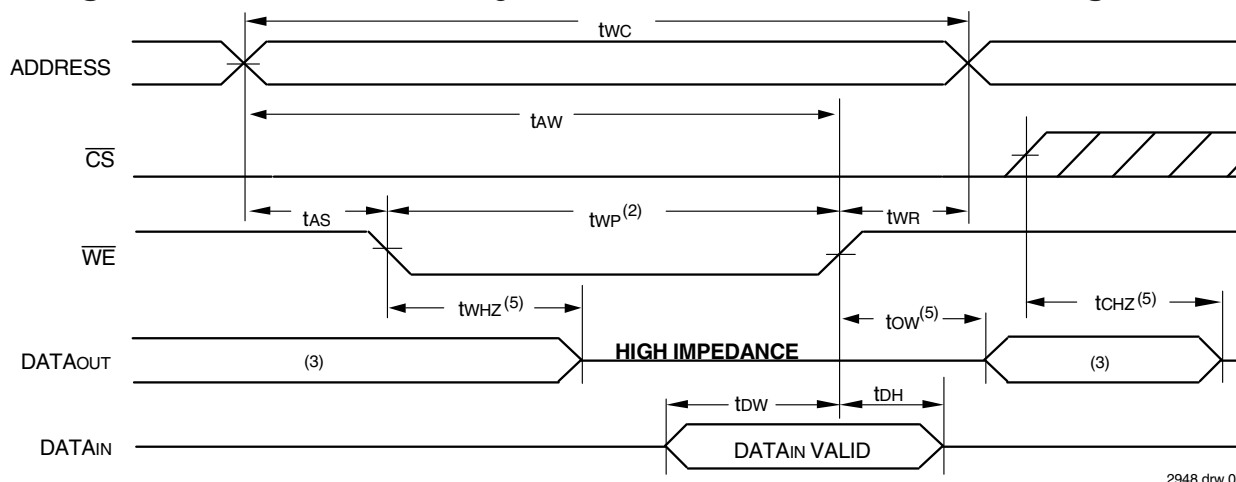 tWC
ADDRESS
tAW
CS
tAS
tWP(2)
tWR
WE
tWHZ(5)
tOW(5)
tCHZ(5)
DATAOUT
(3)
HIGH IMPEDANCE
(3)
tDW
tDH
DATAIN
DATAIN VALID
2948 drw 0